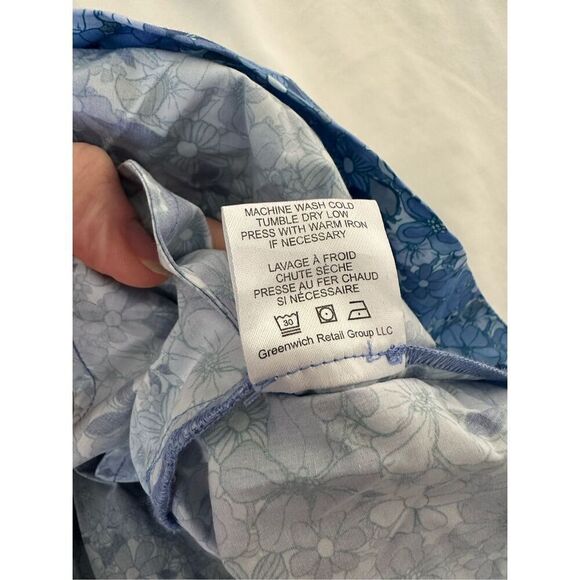 MACHINE WASH COLD
TUMBLE DRY LOW
PRESS WITH WARM IRON
IF NECESSARY
LAVAGE À FROID
CHUTE SÈCHE
PRESSE AU FER CHAUD
SI NÉCESSAIRE
30
Greenwich Retail Group LLC